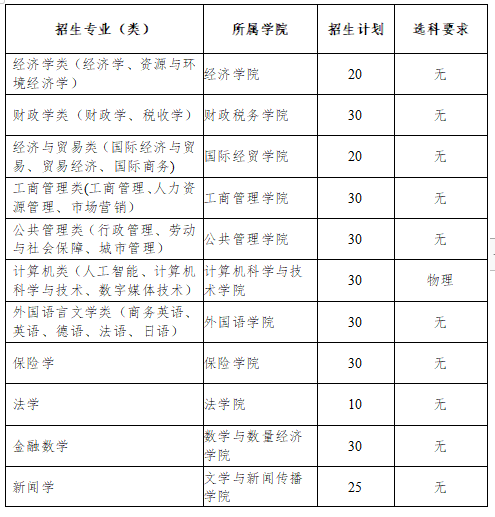 招生专业（类） 所属学院 招生计划 选科要求
经济学类（经济学、资源与
环境经济学） 经济学院 20 无
财政学类（财政学、税收学） 财政税务学院 30 无
经济与贸易类（国际经济与贸
易、贸易经济、国际商务) 国际经贸学院 20 无
工商管理类(工商管理、人力资
源管理、市场营销） 工商管理学院 30 无
公共管理类（行政管理、劳动
与社会保障、城市管理） 公共管理学院 30 无
计算机类（人工智能、计算机
科学与技术、数字媒体技术） 计算机科学与技
术学院 30 物理
外国语言文学类（商务英语、
英语、德语、法语、日语） 外国语学院 30 无
保险学 保险学院 30 无
法学 法学院 10 无
金融数学 数学与数量经济
学院 30 无
新闻学 文学与新闻传播
学院 25 无